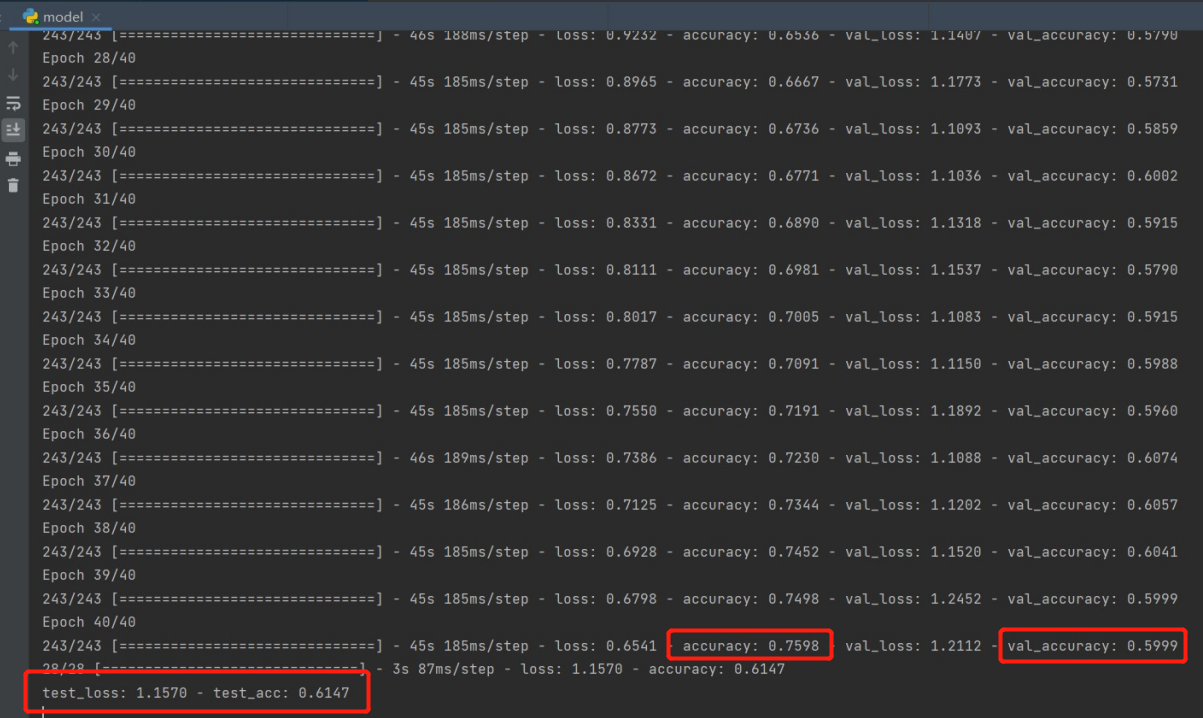 model
243/243 [==============================] - 46s 188ms/step - loss: 0.9232 - accuracy: 0.6536 - val_loss: 1.1407 - val_accuracy: 0.5790
Epoch 28/40
243/243 [==============================] - 45s 185ms/step - loss: 0.8965 - accuracy: 0.6667 - val_loss: 1.1773 - val_accuracy: 0.5731
Epoch 29/40
243/243 [==============================] - 45s 185ms/step - loss: 0.8773 - accuracy: 0.6736 - val_loss: 1.1093 - val_accuracy: 0.5859
Epoch 30/40
243/243 [==============================] - 45s 185ms/step - loss: 0.8672 - accuracy: 0.6771 - val_loss: 1.1036 - val_accuracy: 0.6002
Epoch 31/40
243/243 [==============================] - 45s 185ms/step - loss: 0.8331 - accuracy: 0.6890 - val_loss: 1.1318 - val_accuracy: 0.5915
Epoch 32/40
243/243 [==============================] - 45s 185ms/step - loss: 0.8111 - accuracy: 0.6981 - val_loss: 1.1537 - val_accuracy: 0.5790
Epoch 33/40
243/243 [==============================] - 45s 185ms/step - loss: 0.8017 - accuracy: 0.7005 - val_loss: 1.1083 - val_accuracy: 0.5915
Epoch 34/40
243/243 [==============================] - 45s 185ms/step - loss: 0.7787 - accuracy: 0.7091 - val_loss: 1.1150 - val_accuracy: 0.5988
Epoch 35/40
243/243 [==============================] - 45s 185ms/step - loss: 0.7550 - accuracy: 0.7191 - val_loss: 1.1892 - val_accuracy: 0.5960
Epoch 36/40
243/243 [==============================] - 46s 189ms/step - loss: 0.7386 - accuracy: 0.7230 - val_loss: 1.1088 - val_accuracy: 0.6074
Epoch 37/40
243/243 [==============================] - 45s 186ms/step - loss: 0.7125 - accuracy: 0.7344 - val_loss: 1.1202 - val_accuracy: 0.6057
Epoch 38/40
243/243 [==============================] - 45s 185ms/step - loss: 0.6928 - accuracy: 0.7452 - val_loss: 1.1520 - val_accuracy: 0.6041
Epoch 39/40
243/243 [==============================] - 45s 185ms/step - loss: 0.6798 - accuracy: 0.7498 - val_loss: 1.2452 - val_accuracy: 0.5999
Epoch 40/40
243/243 [==============================] - 45s 185ms/step - loss: 0.6541 - accuracy: 0.7598 - val_loss: 1.2112 - val_accuracy: 0.5999
28/28 [==============================] - 3s 87ms/step - loss: 1.1570 - accuracy: 0.6147
test_loss: 1.1570 - test_acc: 0.6147